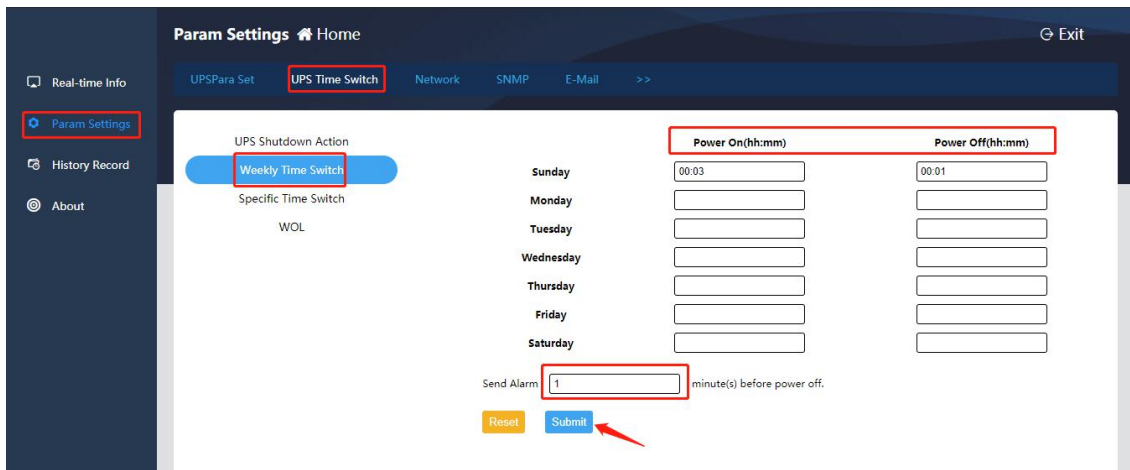 Param Settings Home
Exit
Real-time Info
Param Settings
History Record
About
UPSPara Set UPS Time Switch Network SNMP E-Mail >>
UPS Shutdown Action
Weekly Time Switch
Specific Time Switch
WOL
Power On(hh:mm) Power Off(hh:mm)
Sunday 00:03 00:01
Monday
Tuesday
Wednesday
Thursday
Friday
Saturday
Send Alarm 1 minute(s) before power off.
Reset Submit